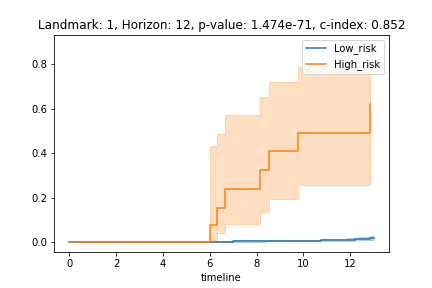 Landmark: 1, Horizon: 12, p-value: 1.474e-71, c-index: 0.852
Low_risk
High_risk
0.8
0.6
0.4
0.2
0.0
0 2 4 6 8 10 12
timeline